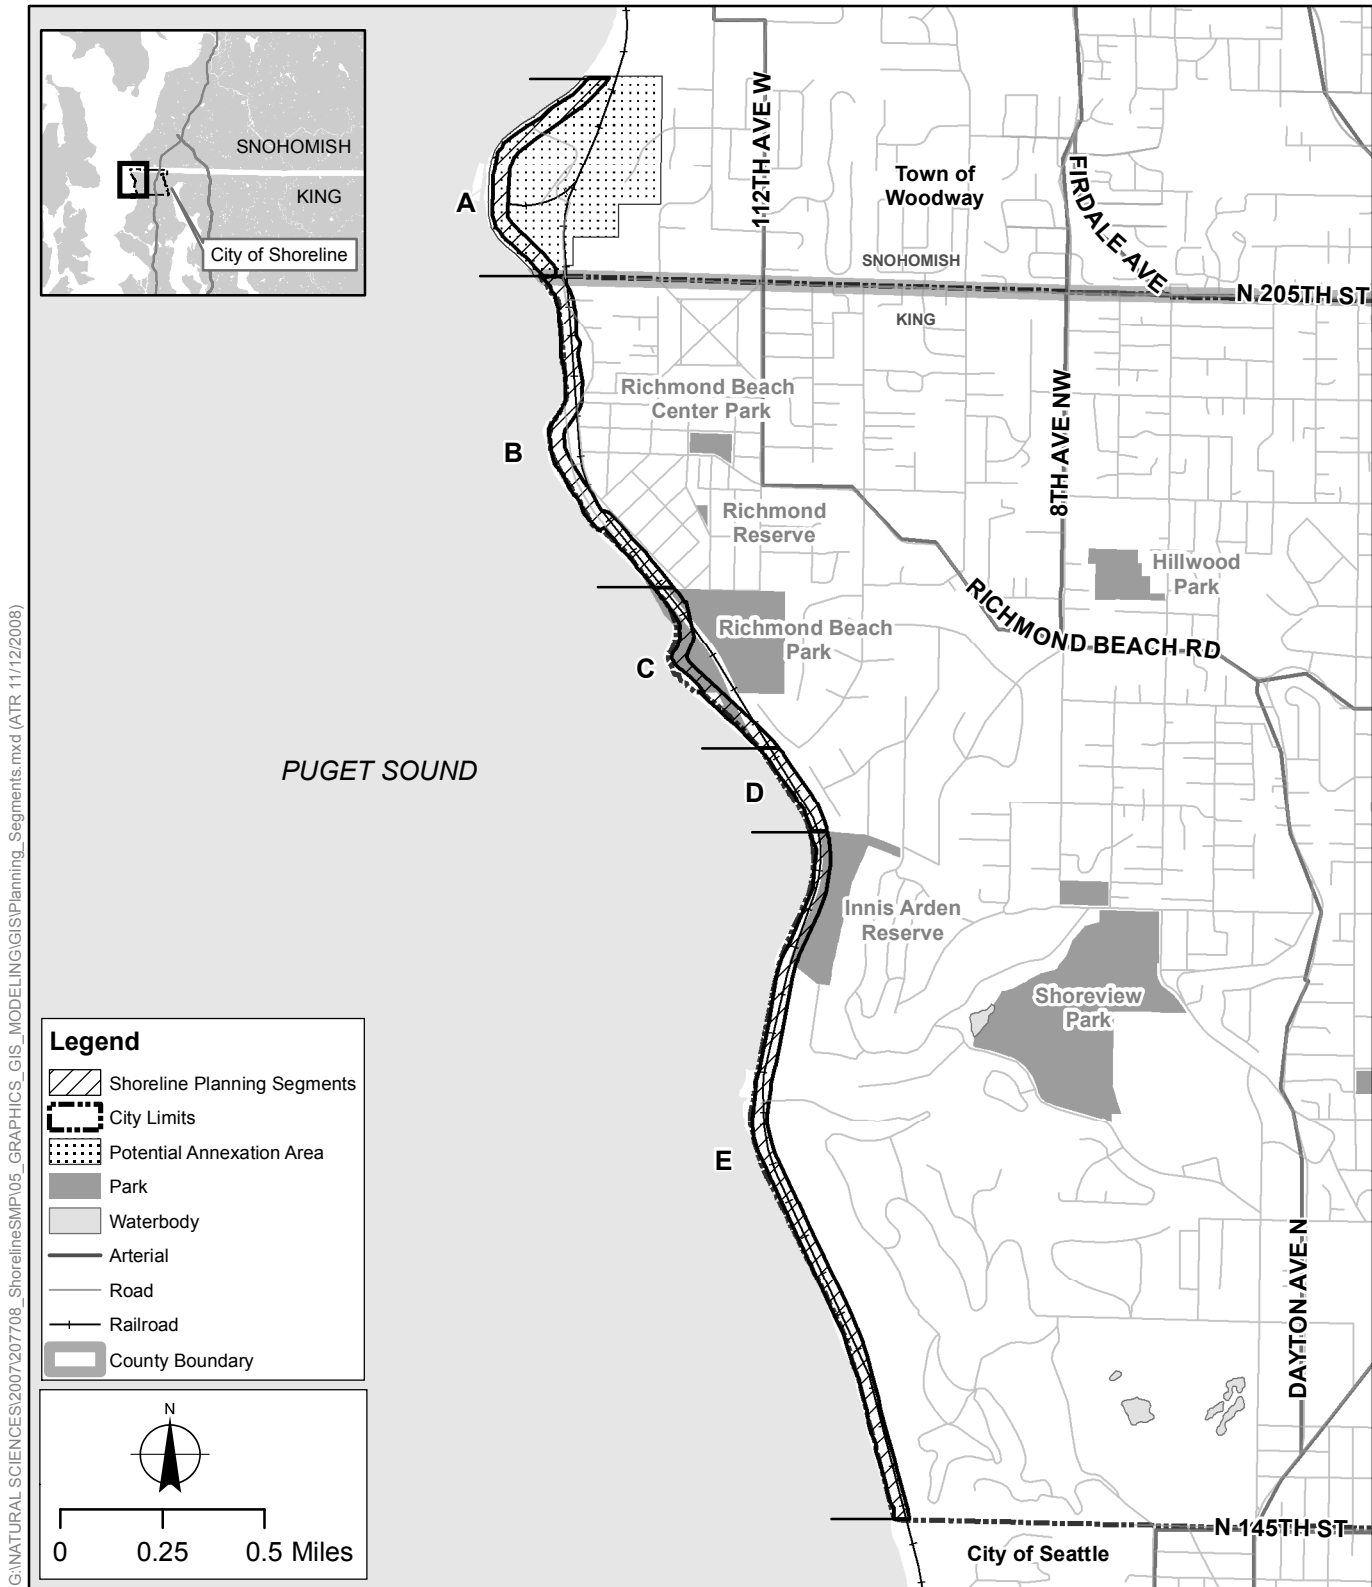 SNOHOMISH
KING
City of Shoreline
A
112TH AVE W
Town of
Woodway
FIRDALE AVE
SNOHOMISH
N 205TH ST
KING
Richmond Beach
Center Park
B
8TH AVE NW
Richmond
Reserve
Hillwood
Park
RICHMOND BEACH RD
Richmond Beach
Park
C
PUGET SOUND
D
Innis Arden
Reserve
Shoreview
Park
E
DAYTON AVE N
N 145TH ST
City of Seattle
Legend
Shoreline Planning Segments
City Limits
Potential Annexation Area
Park
Waterbody
Arterial
Road
Railroad
County Boundary
N
0 0.25 0.5 Miles
G:\NATURAL SCIENCES\2007\207708_ShorelineSMP\05_GRAPHICS_GIS_MODELING\GIS\Planning_Segments.mxd (ATR 11/12/2008)